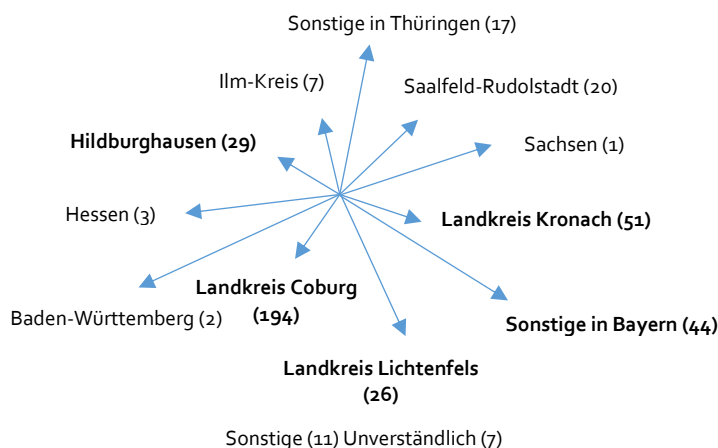 Sonstige in Thüringen (17)
Ilm-Kreis (7)
Saalfeld-Rudolstadt (20)
Hildburghausen (29)
Sachsen (1)
Hessen (3)
Landkreis Kronach (51)
Landkreis Coburg
(194)
Baden-Württemberg (2)
Sonstige in Bayern (44)
Landkreis Lichtenfels
(26)
Sonstige (11) Unverständlich (7)